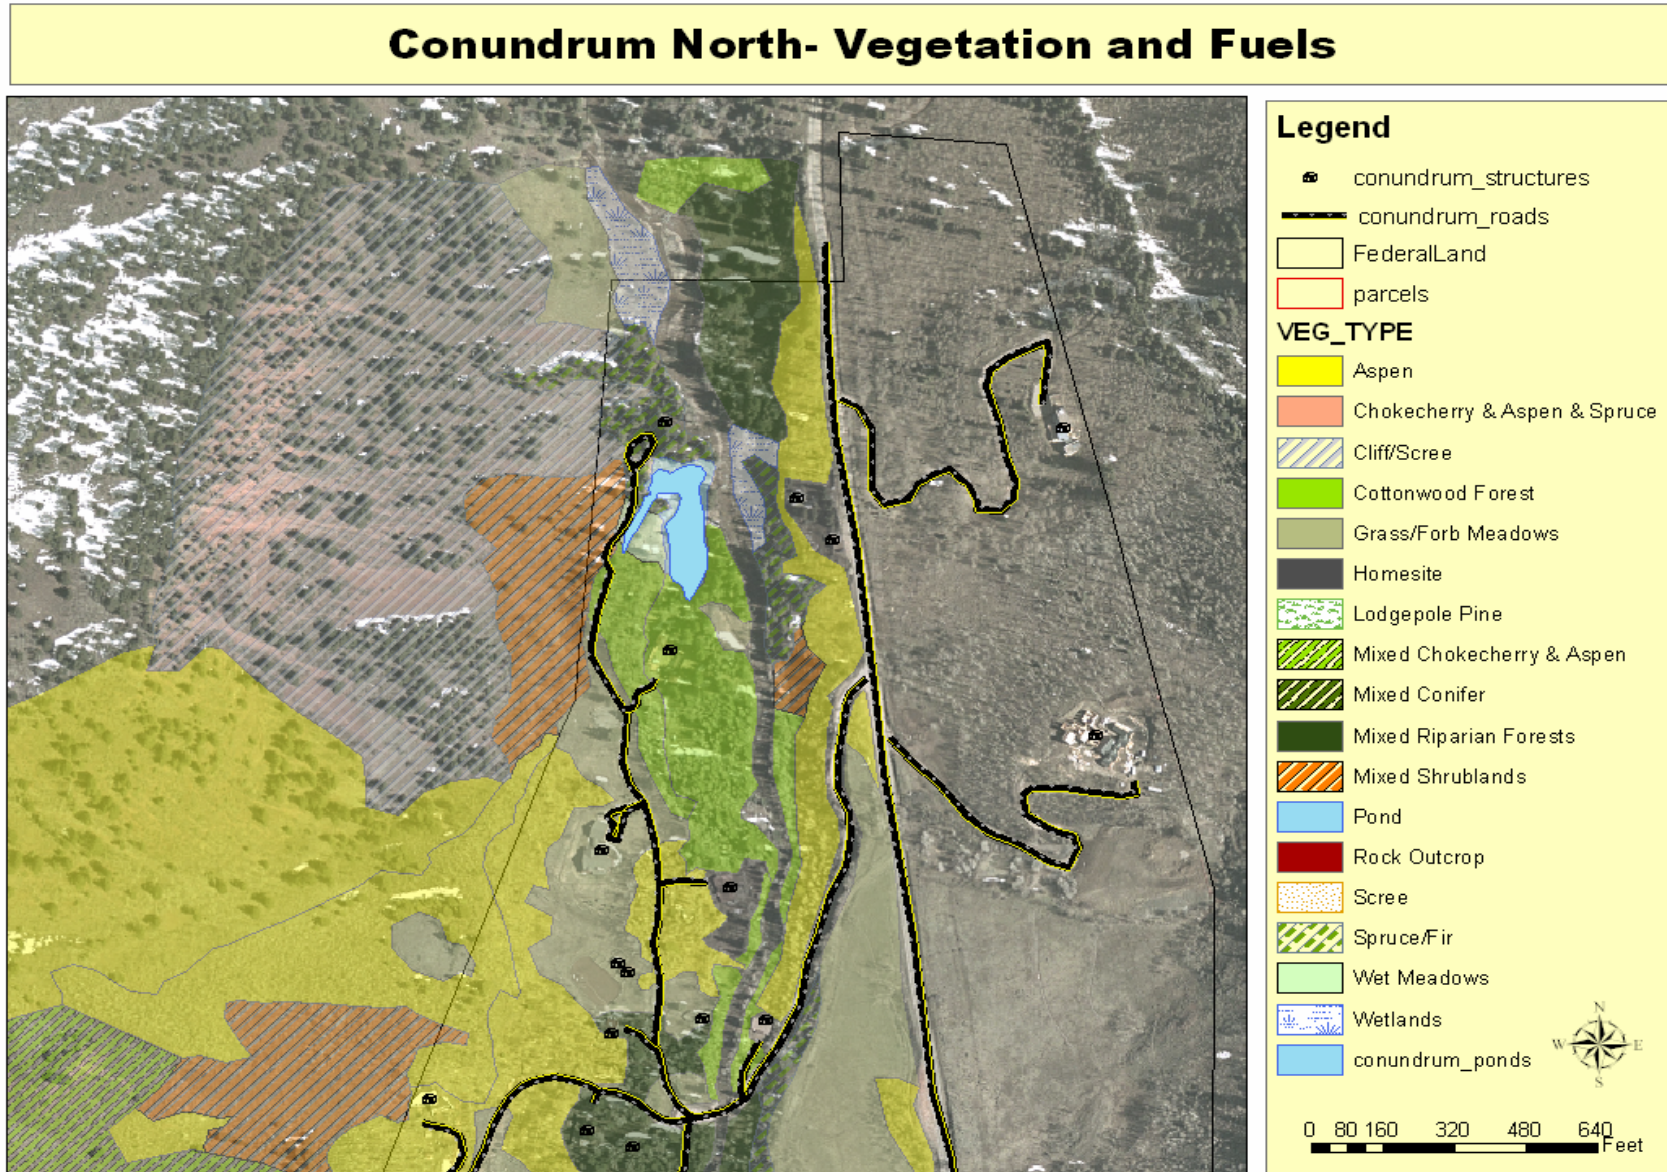 Conundrum North- Vegetation and Fuels
Legend
conundrum_structures
conundrum_roads
FederalLand
parcels
VEG_TYPE
Aspen
Chokecherry & Aspen & Spruce
Cliff/Scree
Cottonwood Forest
Grass/Forb Meadows
Homesite
Lodgepole Pine
Mixed Chokecherry & Aspen
Mixed Conifer
Mixed Riparian Forests
Mixed Shrublands
Pond
Rock Outcrop
Scree
Spruce/Fir
Wet Meadows
Wetlands
conundrum_ponds
N
W E
S
0 80 160 320 480 640
Feet